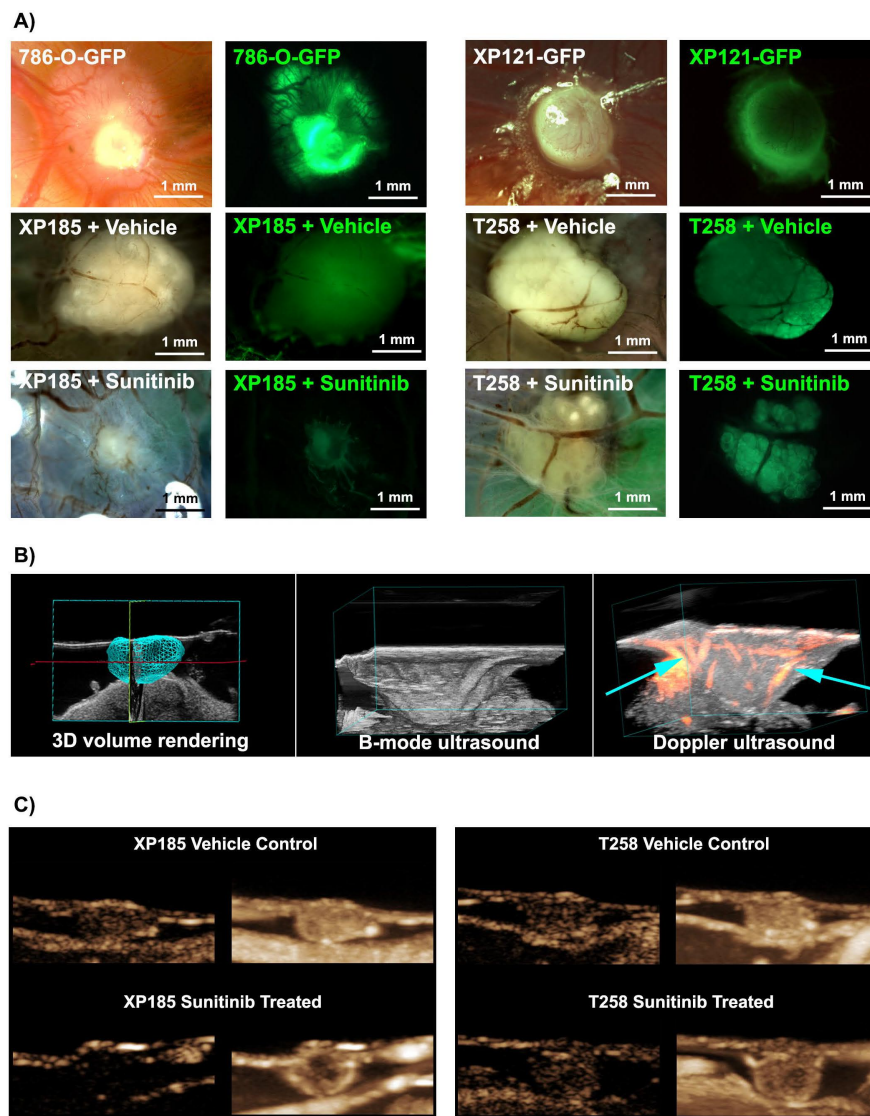 A)
786-O-GFP
786-O-GFP
XP121-GFP
XP121-GFP
1 mm
1 mm
1 mm
1 mm
XP185 + Vehicle
XP185 + Vehicle
T258 + Vehicle
T258 + Vehicle
1 mm
1 mm
1 mm
1 mm
XP185 + Sunitinib
XP185 + Sunitinib
T258 + Sunitinib
T258 + Sunitinib
1 mm
1 mm
1 mm
1 mm
B)
3D volume rendering
B-mode ultrasound
Doppler ultrasound
C)
XP185 Vehicle Control
T258 Vehicle Control
XP185 Sunitinib Treated
T258 Sunitinib Treated